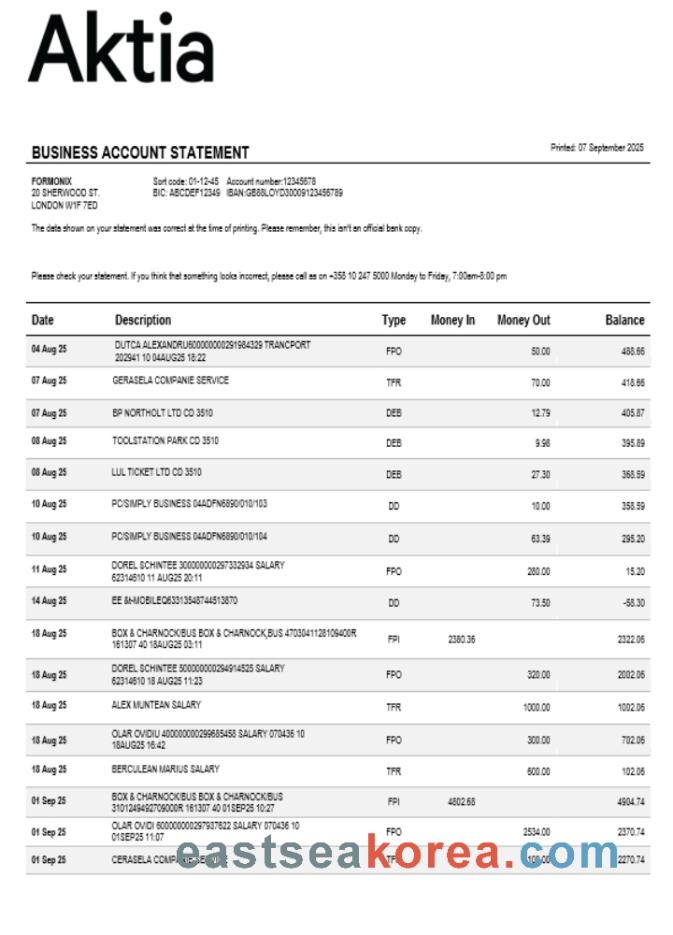 Aktia
BUSINESS ACCOUNT STATEMENT
Printed: 07 September 2025
FORMONIX Sort code: 01-12-45 Account number:12345678
20 SHERWOOD ST. BIC: ABCDEF12349 IBAN:GB88LOYD30009123456789
LONDON W1F 7ED
The data shown on your statement was correct at the time of printing. Please remember, this isn't an official bank copy.
Please check your statement. If you think that something looks incorrect, please call as on +358 10 247 5000 Monday to Friday, 7:00am-8:00 pm
Date Description Type Money In Money Out Balance
04 Aug 25 DUTCA ALEXANDRU600000000291984329 TRANCPORT
202941 10 04AUG25 18:22 FPO 50.00 488.66
07 Aug 25 GERASELA COMPANIE SERVICE TFR 70.00 418.66
07 Aug 25 BP NORTHOLT LTD CD 3510 DEB 12.79 405.87
08 Aug 25 TOOLSTATION PARK CD 3510 DEB 9.98 395.89
08 Aug 25 LUL TICKET LTD CD 3510 DEB 27.30 368.59
10 Aug 25 PC/SIMPLY BUSINESS 04ADFN6890/010/103 DD 10.00 358.59
10 Aug 25 PC/SIMPLY BUSINESS 04ADFN6890/010/104 DD 63.39 295.20
11 Aug 25 DOREL SCHINTEE 300000000297332934 SALARY
62314610 11 AUG25 20:11 FPO 280.00 15.20
14 Aug 25 EE &MOBILEQ63313548744513870 DD 73.50 -58.30
18 Aug 25 BOX & CHARNOCK/BUS BOX & CHARNOCK,BUS 4703041128109400R
161307 40 18AUG25 03:11 FPI 2380.36 2322.06
18 Aug 25 DOREL SCHINTEE 500000000294914525 SALARY
62314610 18 AUG25 11:23 FPO 320.00 2002.06
18 Aug 25 ALEX MUNTEAN SALARY TFR 1000.00 1002.06
18 Aug 25 OLAR OVIDIU 400000000299685458 SALARY 070436 10
18AUG25 16:42 FPO 300.00 702.06
18 Aug 25 BERCULEAN MARIUS SALARY TFR 600.00 102.06
01 Sep 25 BOX & CHARNOCK/BUS BOX & CHARNOCK/BUS
3101249492709000R 161307 40 01SEP25 10:27 FPI 4802.68 4904.74
01 Sep 25 OLAR OVIDI 600000000297937622 SALARY 070436 10
01SEP25 11:07 FPO 2534.00 2370.74
01 Sep 25 CERASELA COMPANIE SERVICE TFR 100.00 2270.74
eastseakorea.com